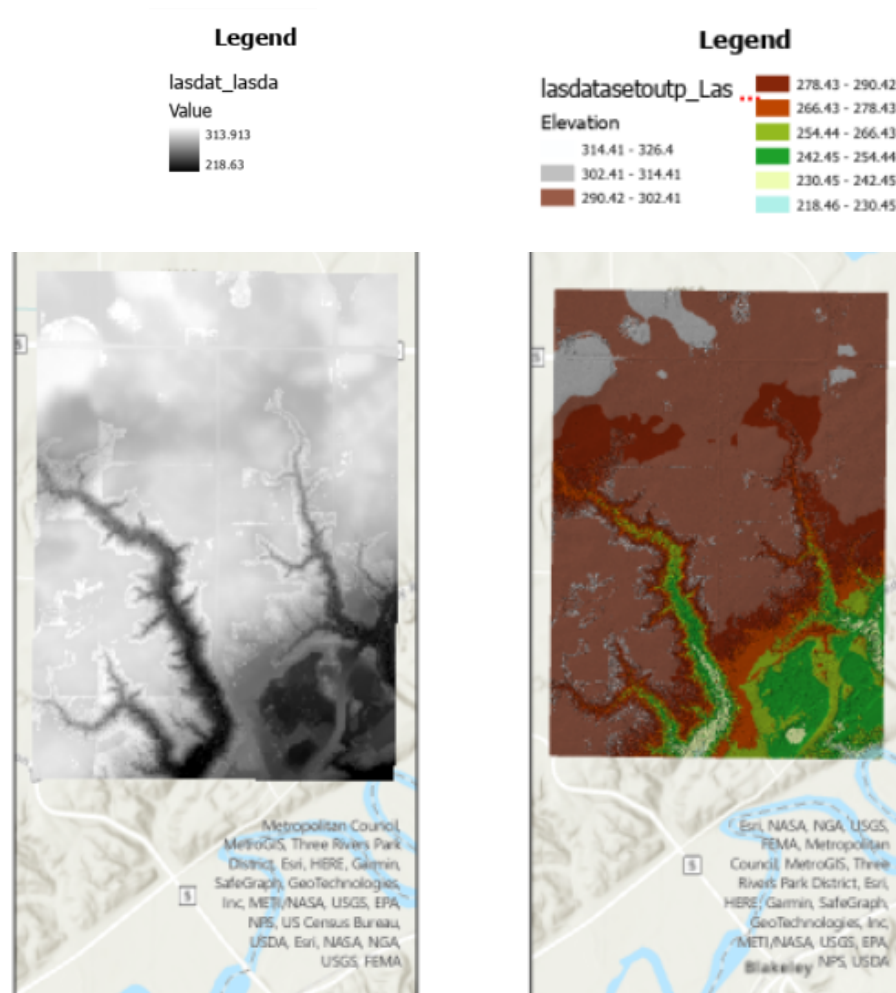 Legend
lasdat_lasda
Value
313.913
218.63
Legend
lasdatasetoutp_Las
Elevation
314.41 - 326.4
302.41 - 314.41
290.42 - 302.41
278.43 - 290.42
266.43 - 278.43
254.44 - 266.43
242.45 - 254.44
230.45 - 242.45
218.46 - 230.45
5
5
Metropolitan Council,
MetroGIS, Three Rivers Park
District, Esri, HERE, Garmin,
SafeGraph, GeoTechnologies,
Inc, METI/NASA, USGS, EPA,
NPS, US Census Bureau,
USDA, Esri, NASA, NGA,
USGS, FEMA
5
5
Esri, NASA, NGA, USGS,
FEMA, Metropolitan
Council, MetroGIS, Three
Rivers Park District, Esri,
HERE, Garmin, SafeGraph,
GeoTechnologies, Inc,
METI/NASA, USGS, EPA,
NPS, USDA
Blakeley